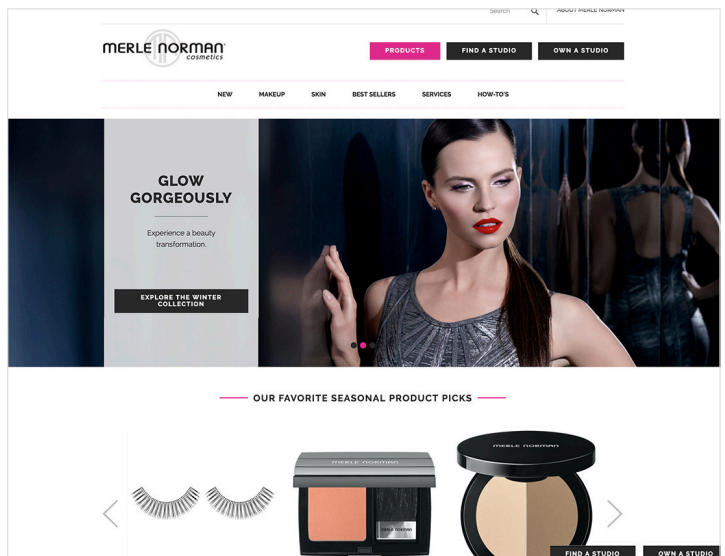 Search
ABOUT MERLE NORMAN
MERLE NORMAN
cosmetics
PRODUCTS
FIND A STUDIO
OWN A STUDIO
NEW
MAKEUP
SKIN
BEST SELLERS
SERVICES
HOW-TO'S
GLOW
GORGEOUSLY
Experience a beauty
transformation.
EXPLORE THE WINTER
COLLECTION
OUR FAVORITE SEASONAL PRODUCT PICKS
MERLE NORMAN
MERLE NORMAN
MERLE NORMAN
FIND A STUDIO
OWN A STUDIO